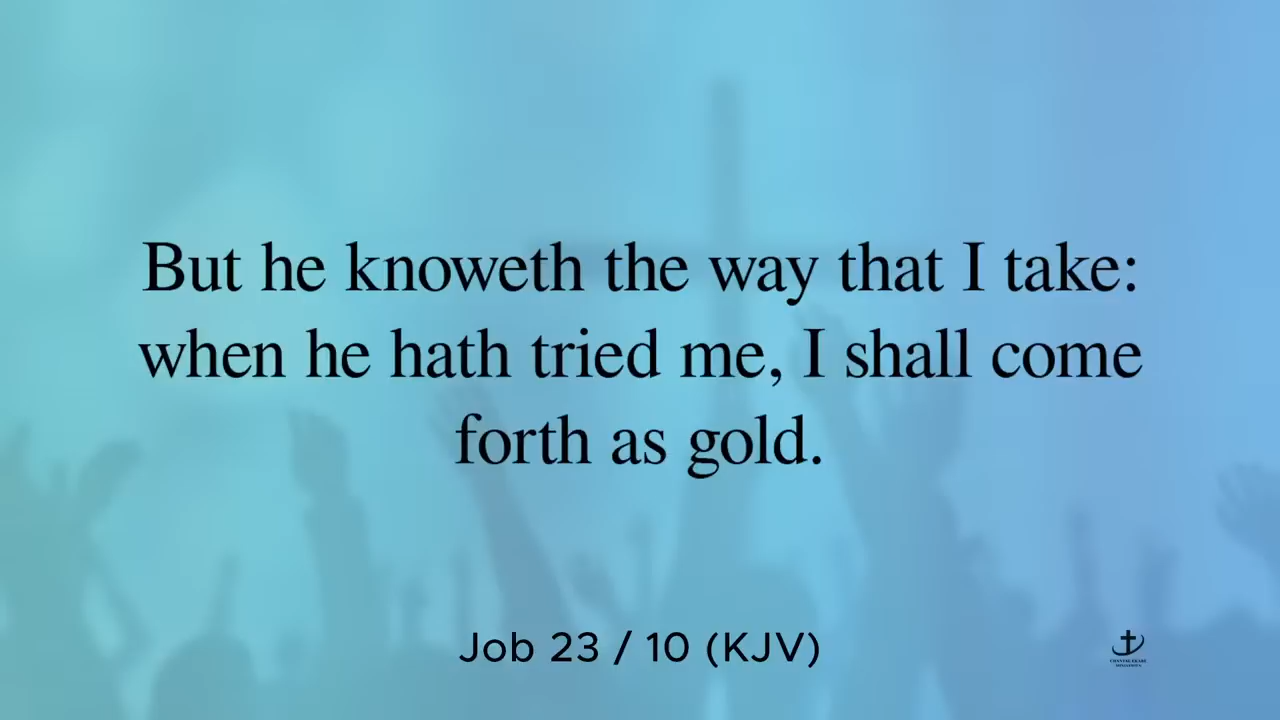 But he knoweth the way that I take:
when he hath tried me, I shall come
forth as gold.
Job 23 / 10 (KJV)